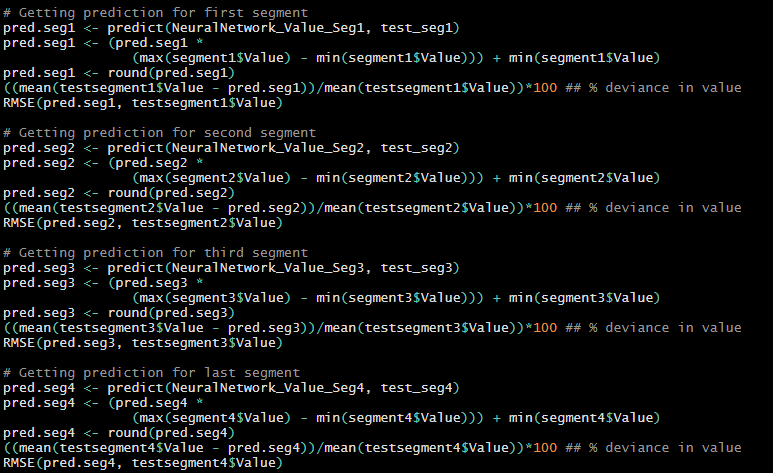 # Getting prediction for first segment
pred.seg1 <- predict(NeuralNetwork_Value_Seg1, test_seg1)
pred.seg1 <- (pred.seg1 *
(max(segment1$Value) - min(segment1$Value))) + min(segment1$Value)
pred.seg1 <- round(pred.seg1)
((mean(testsegment1$Value - pred.seg1))/mean(testsegment1$Value))*100 ## % deviance in value
RMSE(pred.seg1, testsegment1$Value)
# Getting prediction for second segment
pred.seg2 <- predict(NeuralNetwork_Value_Seg2, test_seg2)
pred.seg2 <- (pred.seg2 *
(max(segment2$Value) - min(segment2$Value))) + min(segment2$Value)
pred.seg2 <- round(pred.seg2)
((mean(testsegment2$Value - pred.seg2))/mean(testsegment2$Value))*100 ## % deviance in value
RMSE(pred.seg2, testsegment2$Value)
# Getting prediction for third segment
pred.seg3 <- predict(NeuralNetwork_Value_Seg3, test_seg3)
pred.seg3 <- (pred.seg3 *
(max(segment3$Value) - min(segment3$Value))) + min(segment3$Value)
pred.seg3 <- round(pred.seg3)
((mean(testsegment3$Value - pred.seg3))/mean(testsegment3$Value))*100 ## % deviance in value
RMSE(pred.seg3, testsegment3$Value)
# Getting prediction for last segment
pred.seg4 <- predict(NeuralNetwork_Value_Seg4, test_seg4)
pred.seg4 <- (pred.seg4 *
(max(segment4$Value) - min(segment4$Value))) + min(segment4$Value)
pred.seg4 <- round(pred.seg4)
((mean(testsegment4$Value - pred.seg4))/mean(testsegment4$Value))*100 ## % deviance in value
RMSE(pred.seg4, testsegment4$Value)